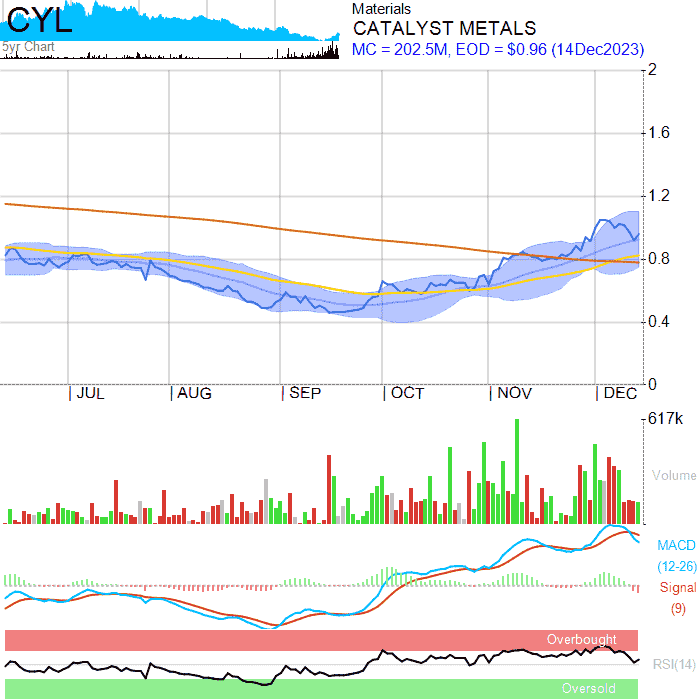 CYL
5yr Chart
Materials
CATALYST METALS
MC = 202.5M, EOD = $0.96 (14Dec2023)
2
1.6
1.2
0.8
0.4
0
JUL AUG SEP OCT NOV DEC
617k
Volume
MACD
(12-26)
Signal
(9)
Overbought
RSI(14)
Oversold